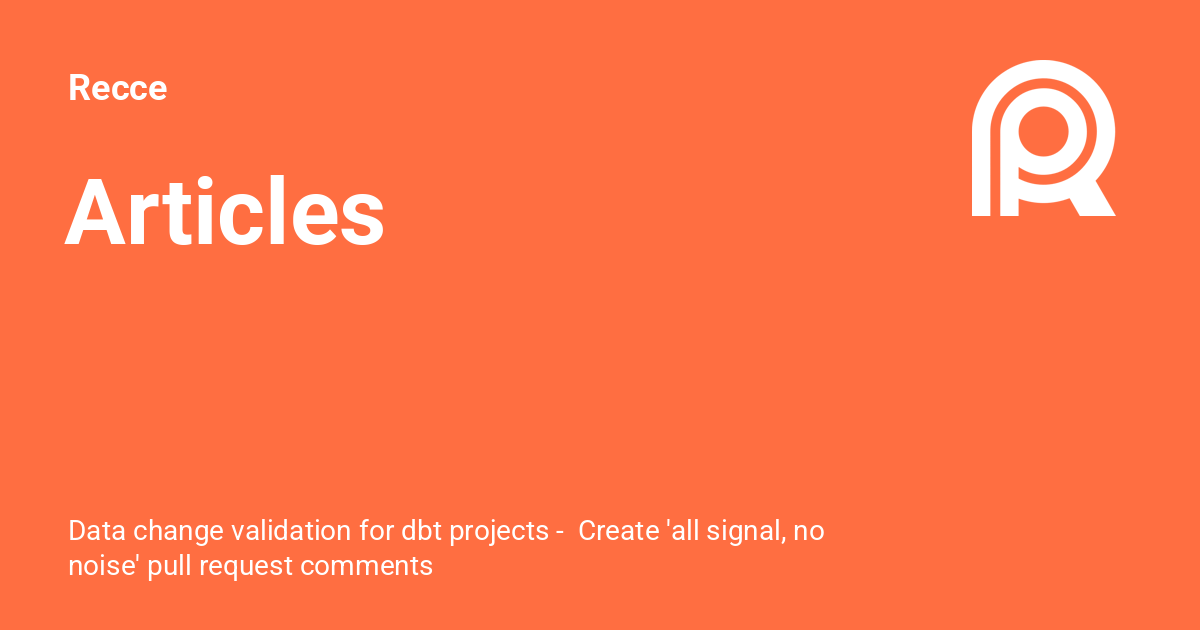 Recce
Articles
Data change validation for dbt projects -  Create 'all signal, no
noise' pull request comments